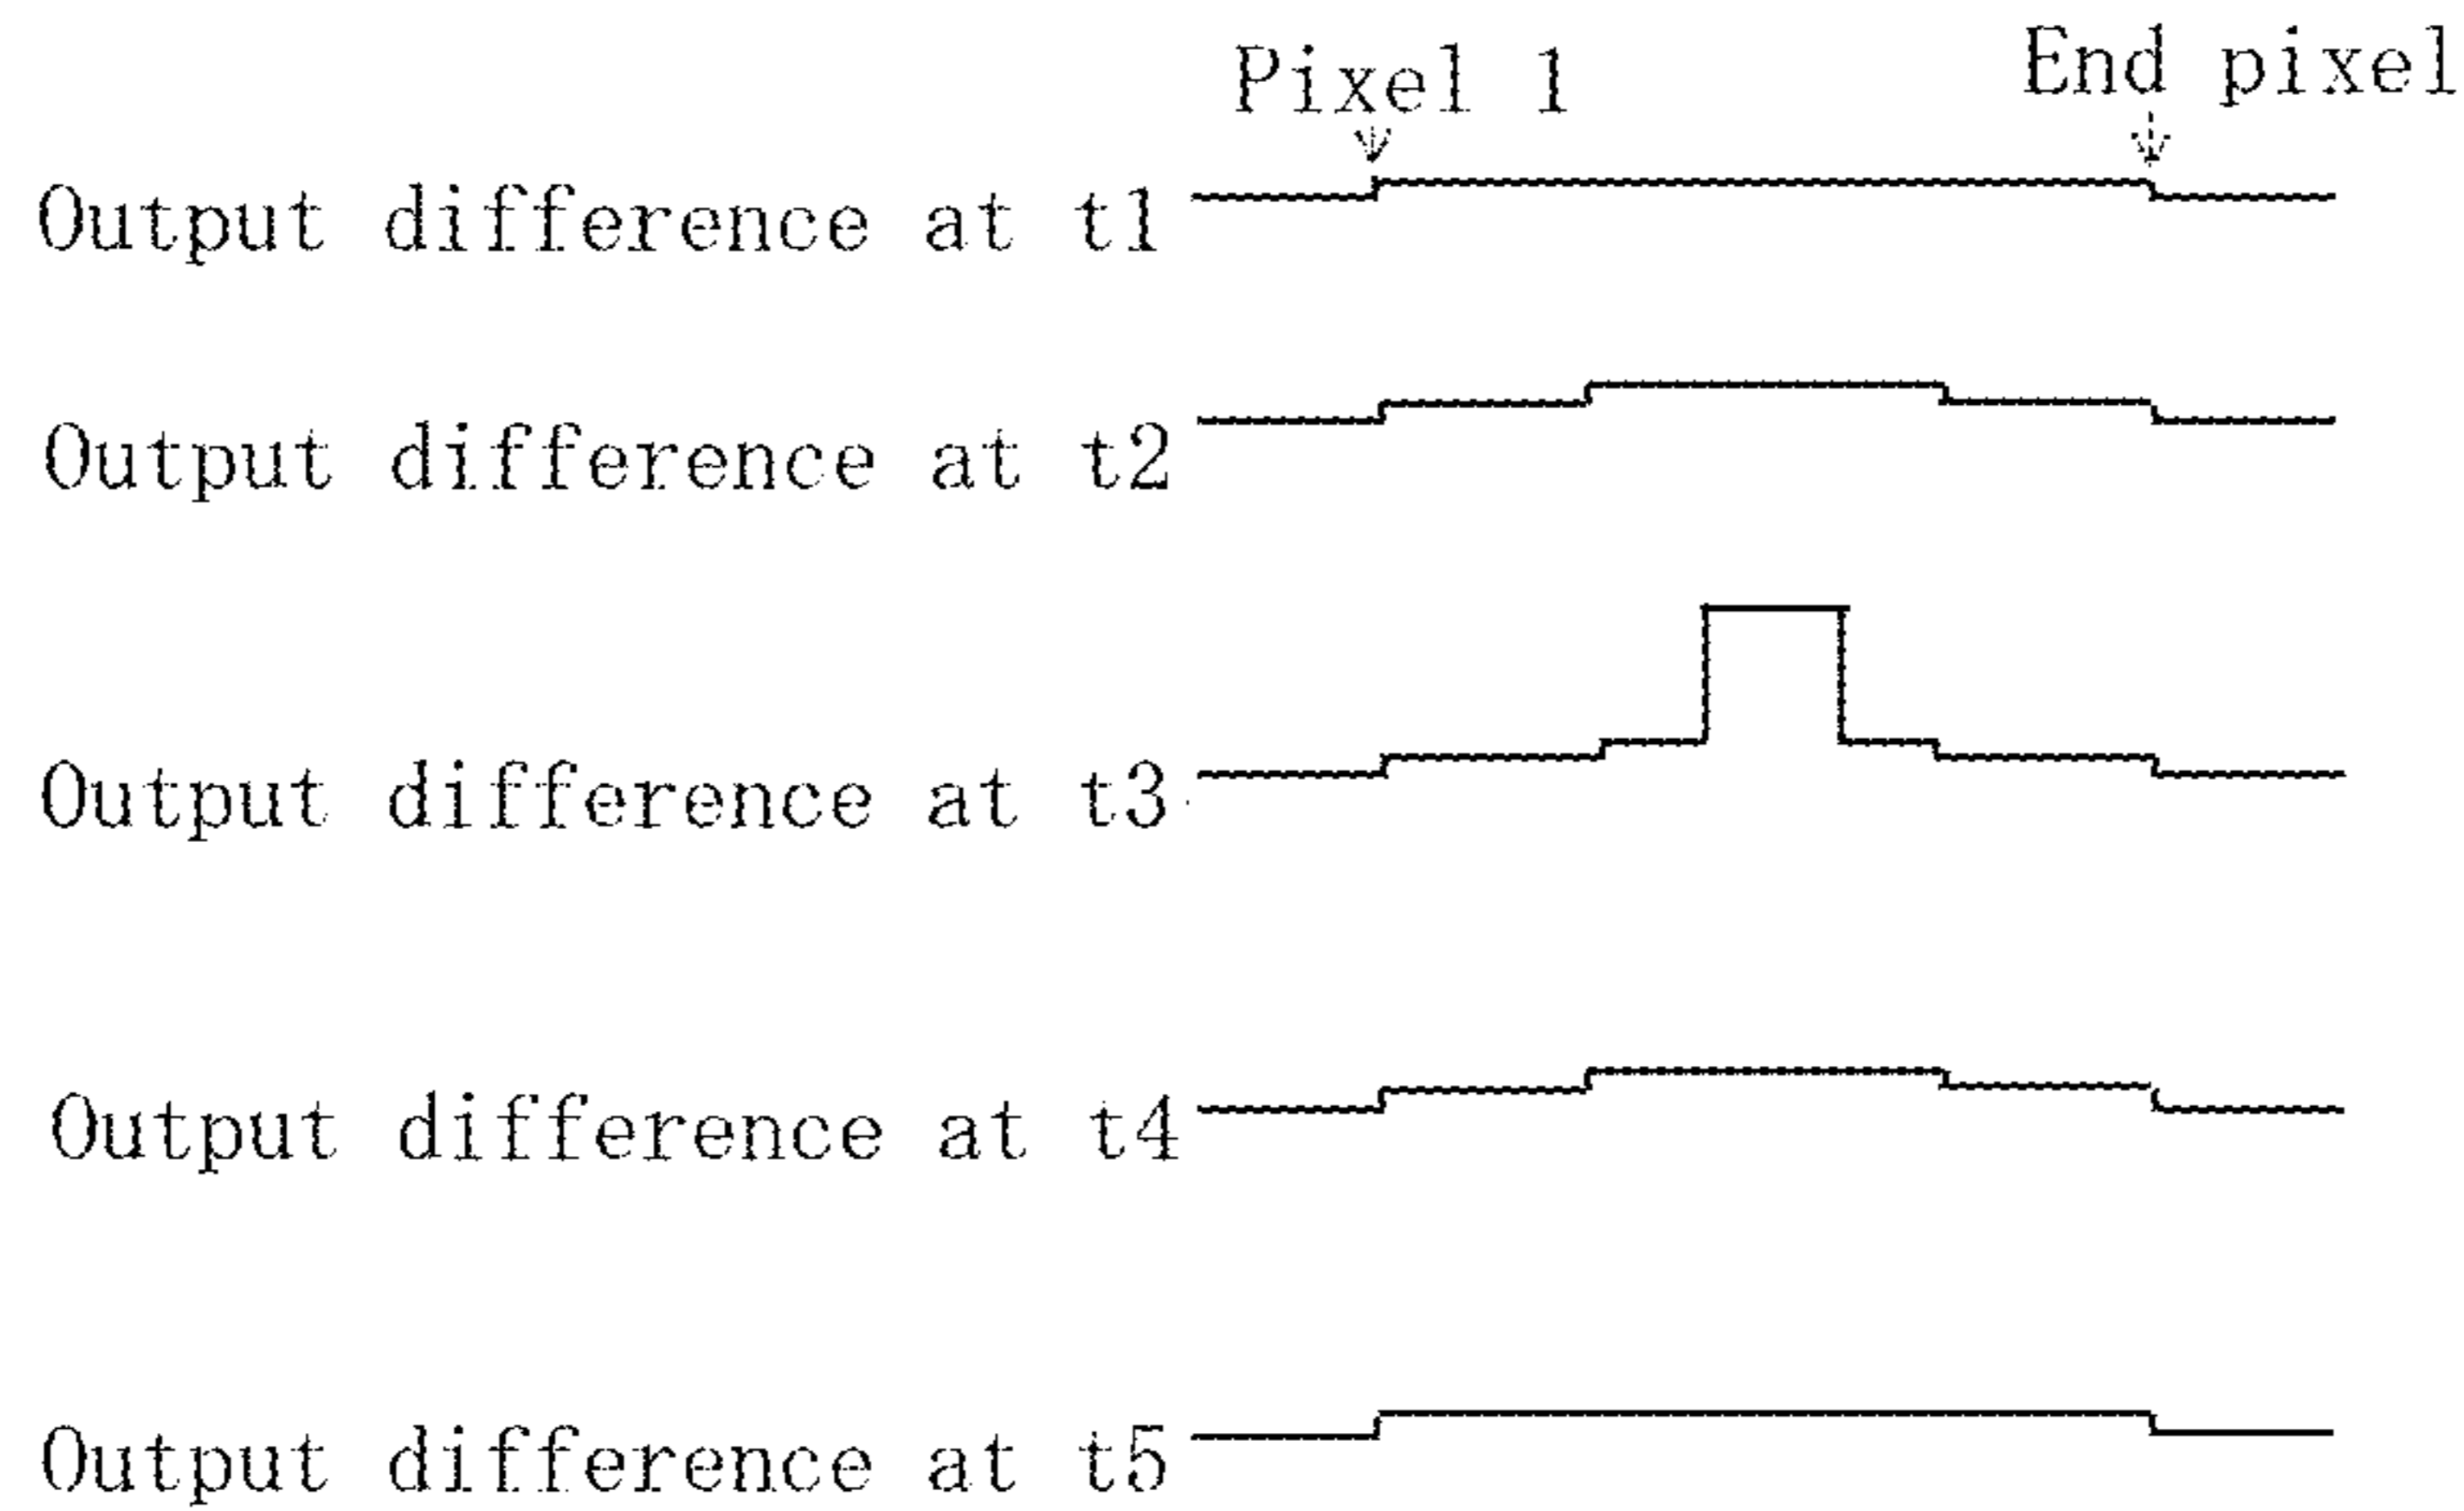 Pixel 1
End pixel
Output difference at t1
Output difference at t2
Output difference at t3
Output difference at t4
Output difference at t5